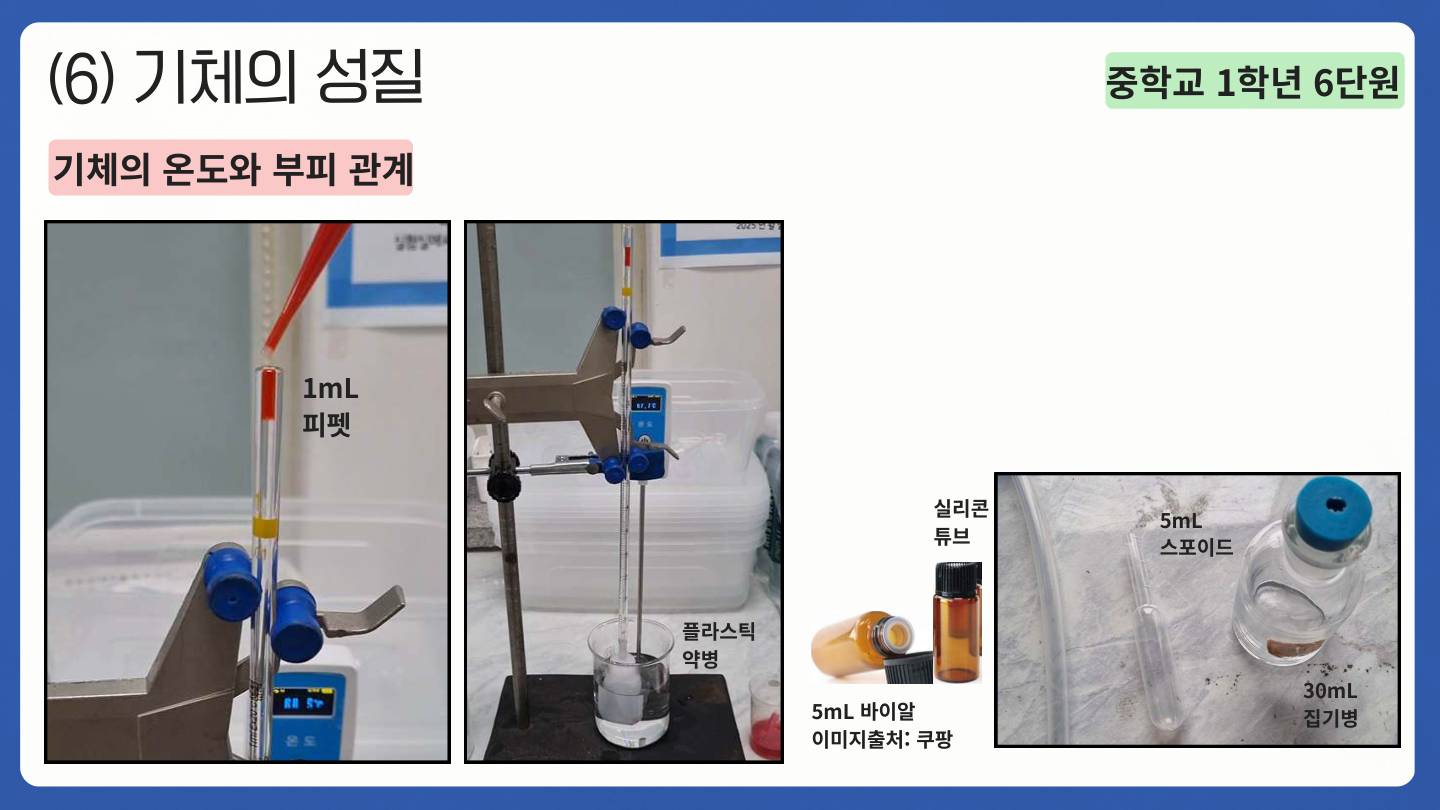 (6) 기체의 성질
중학교 1학년 6단원
기체의 온도와 부피 관계
1mL
피펫
온 도
플라스틱
약병
실리콘
튜브
5mL 바이알
이미지출처: 쿠팡
5mL
스포이드
30mL
집기병